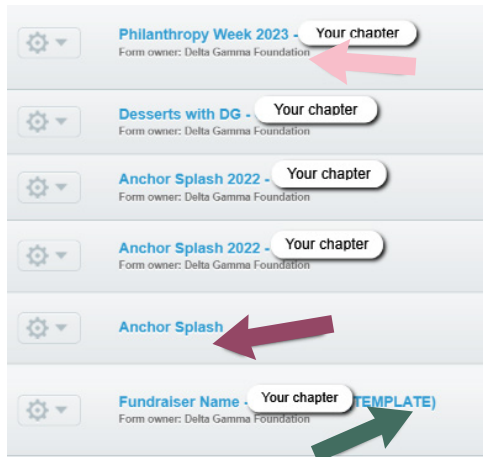 Philanthropy Week 2023 - Your chapter
Form owner: Delta Gamma Foundation
Desserts with DG - Your chapter
Form owner: Delta Gamma Foundation
Anchor Splash 2022 - Your chapter
Form owner: Delta Gamma Foundation
Anchor Splash 2022 - Your chapter
Form owner: Delta Gamma Foundation
Anchor Splash
Fundraiser Name - Your chapter TEMPLATE)
Form owner: Delta Gamma Foundation